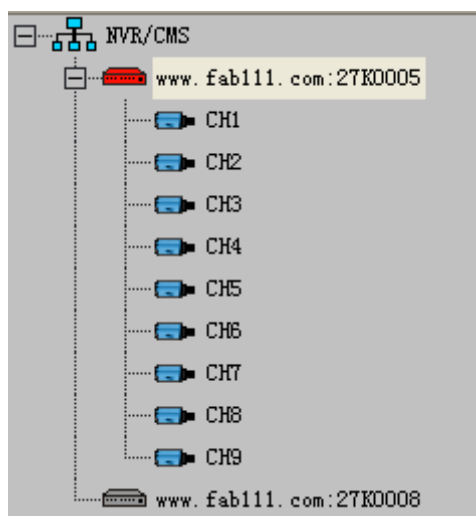 NVR/CMS
www.fab111.com:27K0005
CH1
CH2
CH3
CH4
CH5
CH6
CH7
CH8
CH9
www.fab111.com:27K0008